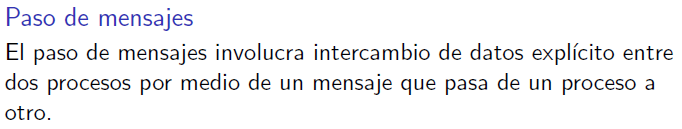 Paso de mensajes
El paso de mensajes involucra intercambio de datos explícito entre
dos procesos por medio de un mensaje que pasa de un proceso a
otro.